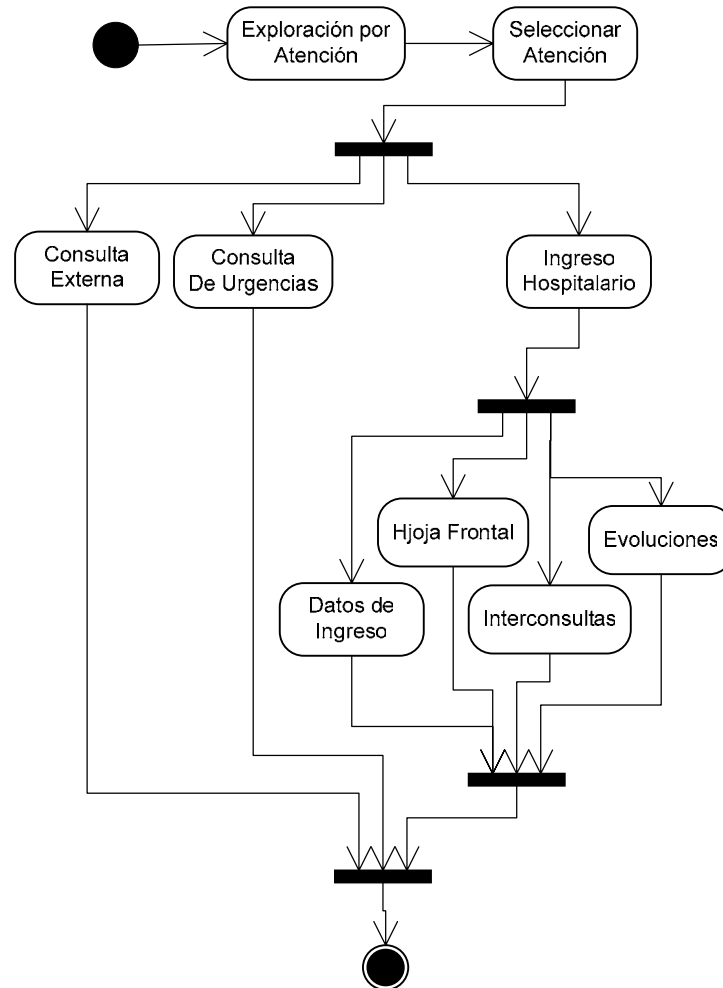 Exploración por
Atención
Seleccionar
Atención
Consulta
Externa
Consulta
De Urgencias
Ingreso
Hospitalario
Hjoja Frontal
Evoluciones
Datos de
Ingreso
Interconsultas